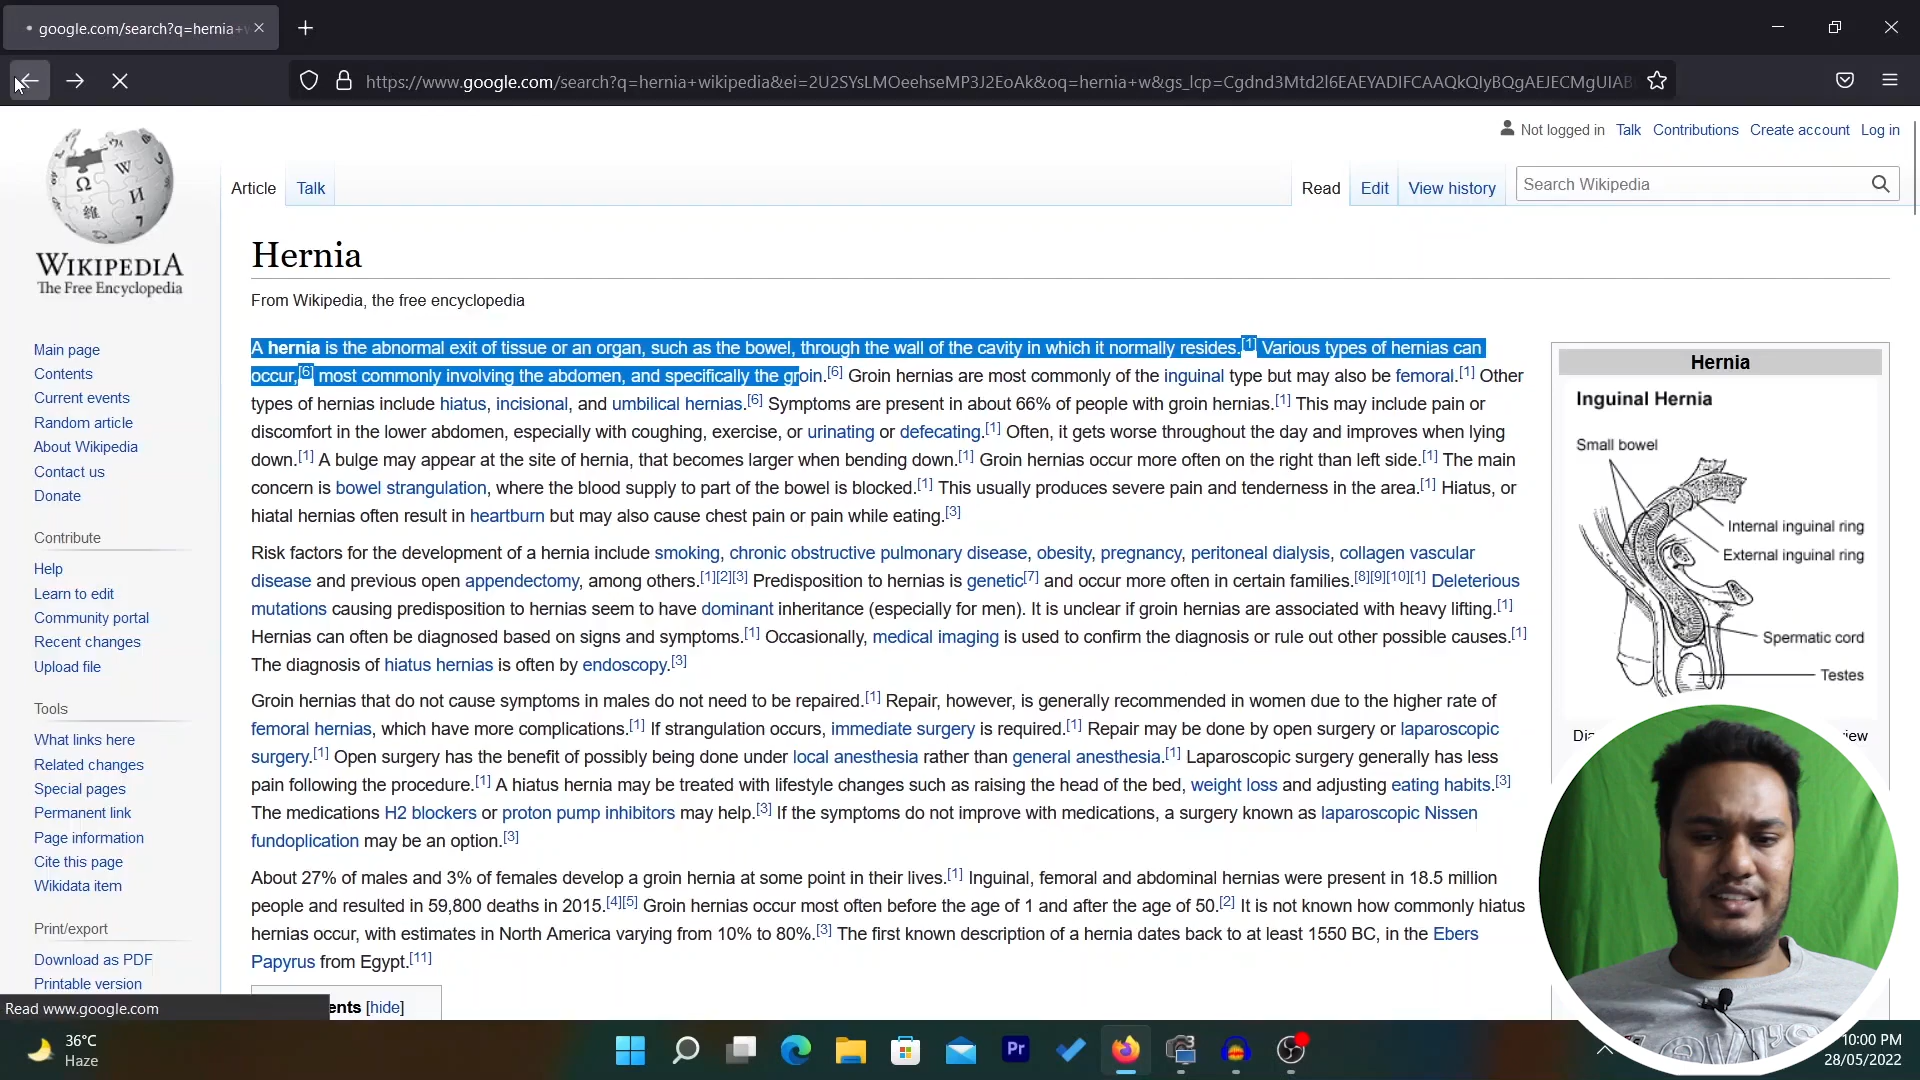 google.com/search?q=hernia+w
https://www.google.com/search?q=hernia+wikipedia&ei=2U2SYsLMOeehseMP3J2EoAk&oq=hernia+w&gs_lcp=Cgdnd3Mtd2l6EAEYADIFCAAQkQIyBQgAEJECMgUIAB
Not logged in Talk Contributions Create account Log in
Article Talk Read Edit View history Search Wikipedia
WIKIPEDIA
The Free Encyclopedia
Hernia
From Wikipedia, the free encyclopedia
A hernia is the abnormal exit of tissue or an organ, such as the bowel, through the wall of the cavity in which it normally resides.[1] Various types of hernias can
occur,[6] most commonly involving the abdomen, and specifically the groin.[6] Groin hernias are most commonly of the inguinal type but may also be femoral.[1] Other
types of hernias include hiatus, incisional, and umbilical hernias.[6] Symptoms are present in about 66% of people with groin hernias.[1] This may include pain or
discomfort in the lower abdomen, especially with coughing, exercise, or urinating or defecating.[1] Often, it gets worse throughout the day and improves when lying
down.[1] A bulge may appear at the site of hernia, that becomes larger when bending down.[1] Groin hernias occur more often on the right than left side.[1] The main
concern is bowel strangulation, where the blood supply to part of the bowel is blocked.[1] This usually produces severe pain and tenderness in the area.[1] Hiatus, or
hiatal hernias often result in heartburn but may also cause chest pain or pain while eating.[3]
Risk factors for the development of a hernia include smoking, chronic obstructive pulmonary disease, obesity, pregnancy, peritoneal dialysis, collagen vascular
disease and previous open appendectomy, among others.[1][2][3] Predisposition to hernias is genetic[7] and occur more often in certain families.[8][9][10][1] Deleterious
mutations causing predisposition to hernias seem to have dominant inheritance (especially for men). It is unclear if groin hernias are associated with heavy lifting.[1]
Hernias can often be diagnosed based on signs and symptoms.[1] Occasionally, medical imaging is used to confirm the diagnosis or rule out other possible causes.[1]
The diagnosis of hiatus hernias is often by endoscopy.[3]
Groin hernias that do not cause symptoms in males do not need to be repaired.[1] Repair, however, is generally recommended in women due to the higher rate of
femoral hernias, which have more complications.[1] If strangulation occurs, immediate surgery is required.[1] Repair may be done by open surgery or laparoscopic
surgery.[1] Open surgery has the benefit of possibly being done under local anesthesia rather than general anesthesia.[1] Laparoscopic surgery generally has less
pain following the procedure.[1] A hiatus hernia may be treated with lifestyle changes such as raising the head of the bed, weight loss and adjusting eating habits.[3]
The medications H2 blockers or proton pump inhibitors may help.[3] If the symptoms do not improve with medications, a surgery known as laparoscopic Nissen
fundoplication may be an option.[3]
About 27% of males and 3% of females develop a groin hernia at some point in their lives.[1] Inguinal, femoral and abdominal hernias were present in 18.5 million
people and resulted in 59,800 deaths in 2015.[4][5] Groin hernias occur most often before the age of 1 and after the age of 50.[2] It is not known how commonly hiatus
hernias occur, with estimates in North America varying from 10% to 80%.[3] The first known description of a hernia dates back to at least 1550 BC, in the Ebers
Papyrus from Egypt.[11]
ents [hide]
Main page
Contents
Current events
Random article
About Wikipedia
Contact us
Donate
Contribute
Help
Learn to edit
Community portal
Recent changes
Upload file
Tools
What links here
Related changes
Special pages
Permanent link
Page information
Cite this page
Wikidata item
Print/export
Download as PDF
Printable version
Hernia
Inguinal Hernia
Small bowel
Internal inguinal ring
External inguinal ring
Spermatic cord
Testes
Dia
iew
Read www.google.com
36°C
Haze
Pr
10:00 PM
28/05/2022